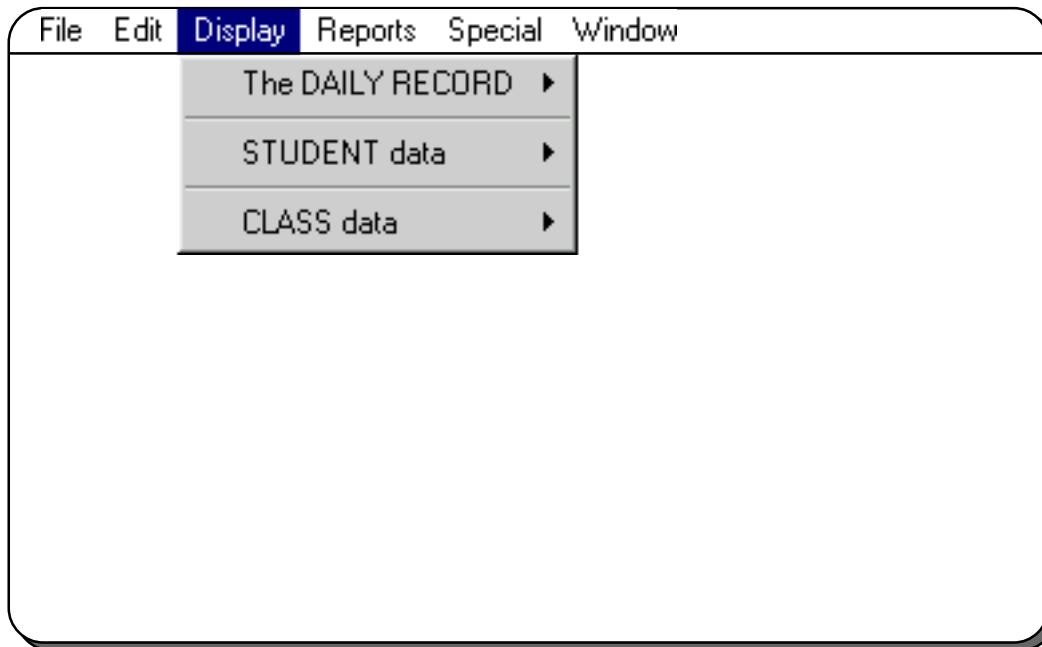 File Edit Display Reports Special Window
The DAILY RECORD
STUDENT data
CLASS data